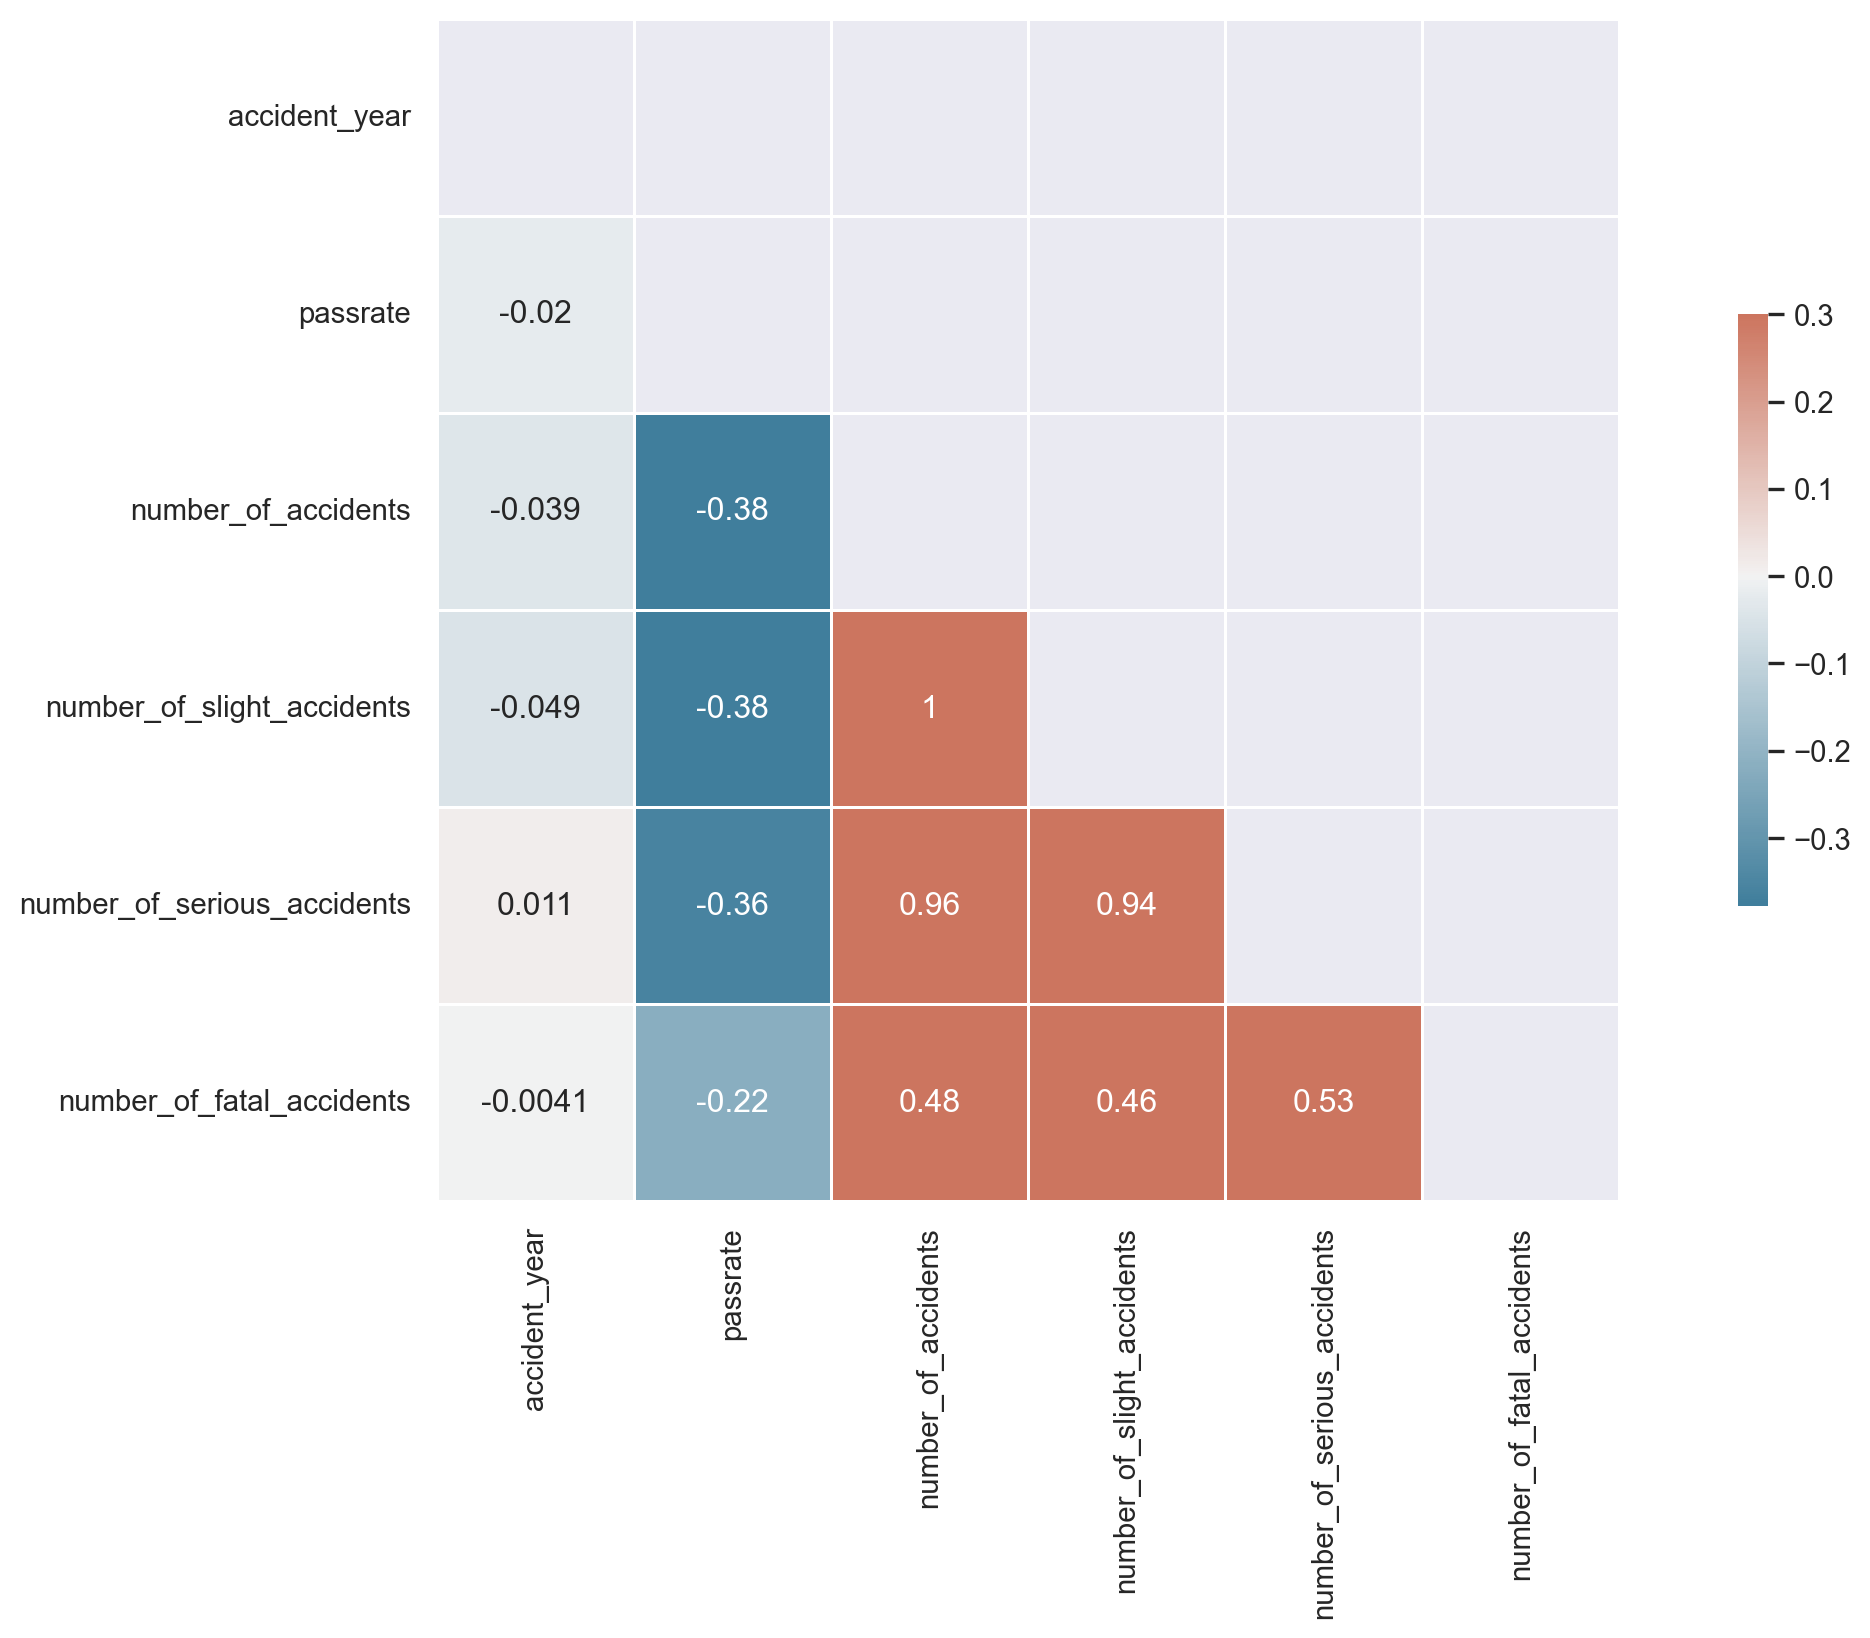 accident_year
passrate
-0.02
number_of_accidents
-0.039
-0.38
number_of_slight_accidents
-0.049
-0.38
1
number_of_serious_accidents
0.011
-0.36
0.96
0.94
number_of_fatal_accidents
-0.0041
-0.22
0.48
0.46
0.53
accident_year
passrate
number_of_accidents
number_of_slight_accidents
number_of_serious_accidents
number_of_fatal_accidents
0.3
0.2
0.1
0.0
−0.1
−0.2
−0.3